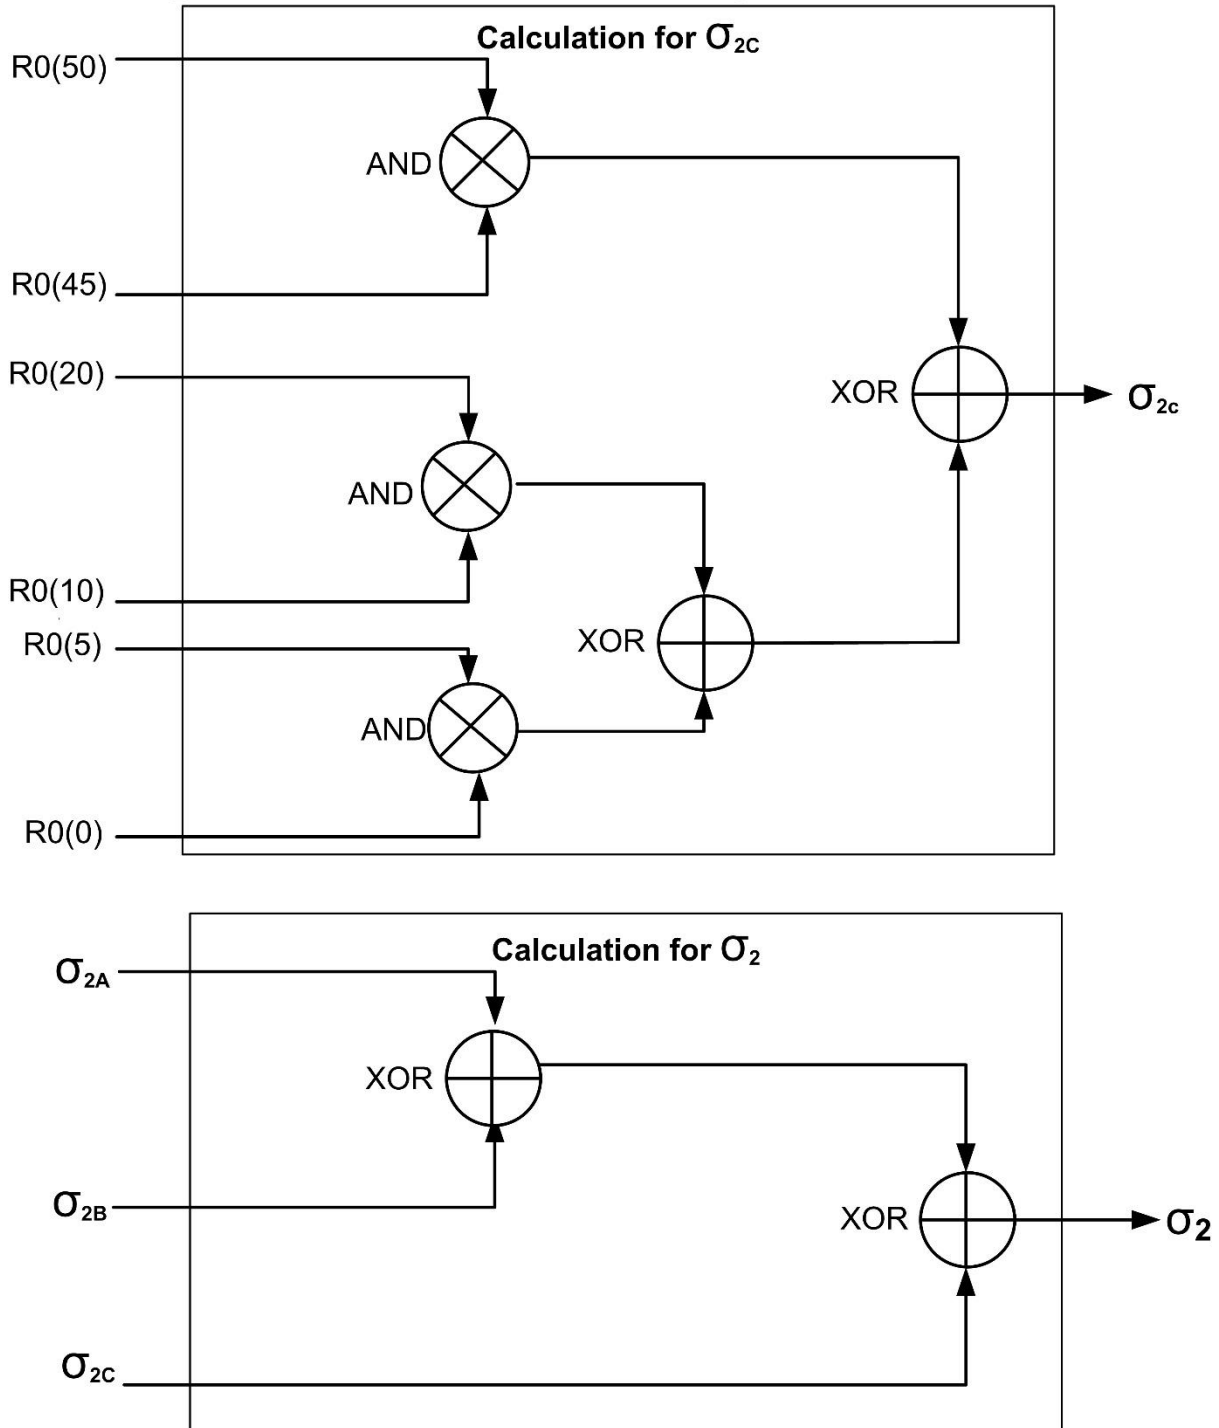 Calculation for σ2C
R0(50)
AND
R0(45)
R0(20)
XOR
σ2c
AND
R0(10)
R0(5)
XOR
AND
R0(0)
Calculation for σ2
σ2A
XOR
σ2B
XOR
σ2
σ2C